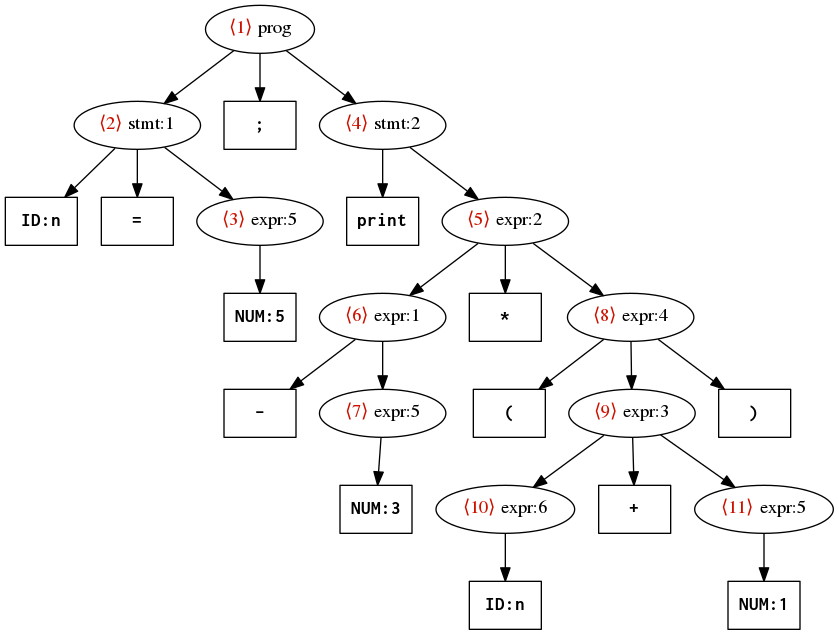 ⟨1⟩ prog
⟨2⟩ stmt:1
;
⟨4⟩ stmt:2
ID:n
=
⟨3⟩ expr:5
print
⟨5⟩ expr:2
NUM:5
⟨6⟩ expr:1
*
⟨8⟩ expr:4
-
⟨7⟩ expr:5
(
⟨9⟩ expr:3
)
NUM:3
⟨10⟩ expr:6
+
⟨11⟩ expr:5
ID:n
NUM:1